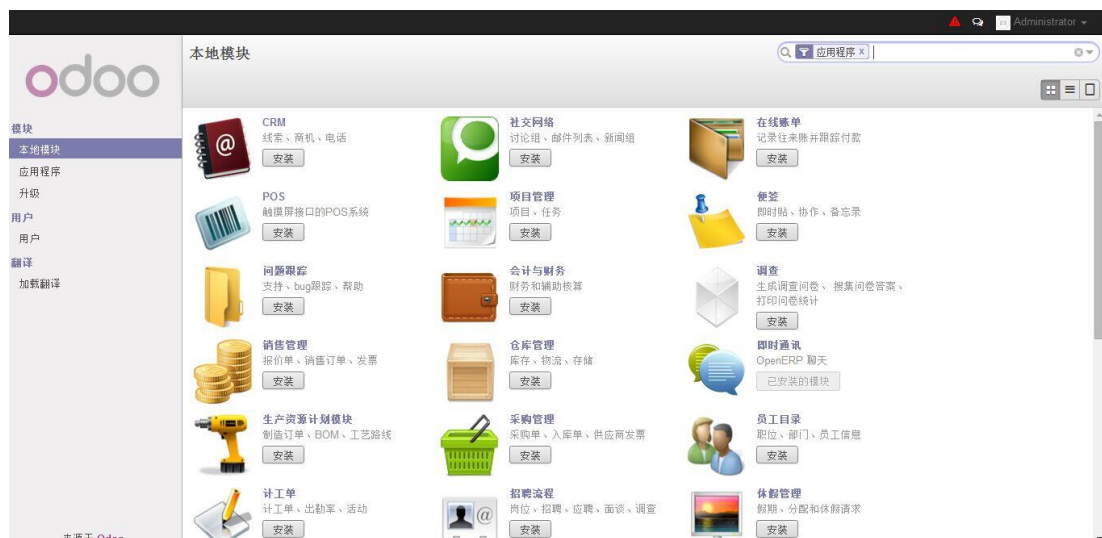 Administrator
odoo
本地模块
应用程序 x
模块
本地模块
应用程序
升级
用户
用户
翻译
加载翻译
CRM
线索、商机、电话
安装
社交网络
讨论组、邮件列表、新闻组
安装
在线账单
记录往来账并跟踪付款
安装
POS
触摸屏接口的POS系统
安装
项目管理
项目、任务
安装
便签
即时贴、协作、备忘录
安装
问题跟踪
支持、bug跟踪、帮助
安装
会计与财务
财务和辅助核算
安装
调查
生成调查问卷、 搜集问卷答案、
打印问卷统计
安装
销售管理
报价单、销售订单、发票
安装
仓库管理
库存、物流、存储
安装
即时通讯
OpenERP 聊天
已安装的模块
生产资源计划模块
制造订单、BOM、工艺路线
安装
采购管理
采购单、入库单、供应商发票
安装
员工目录
职位、部门、员工信息
安装
计工单
计工单、出勤率、活动
安装
招聘流程
岗位、招聘、应聘、面谈、调查
安装
休假管理
假期、分配和休假请求
安装
来源于 Odoo